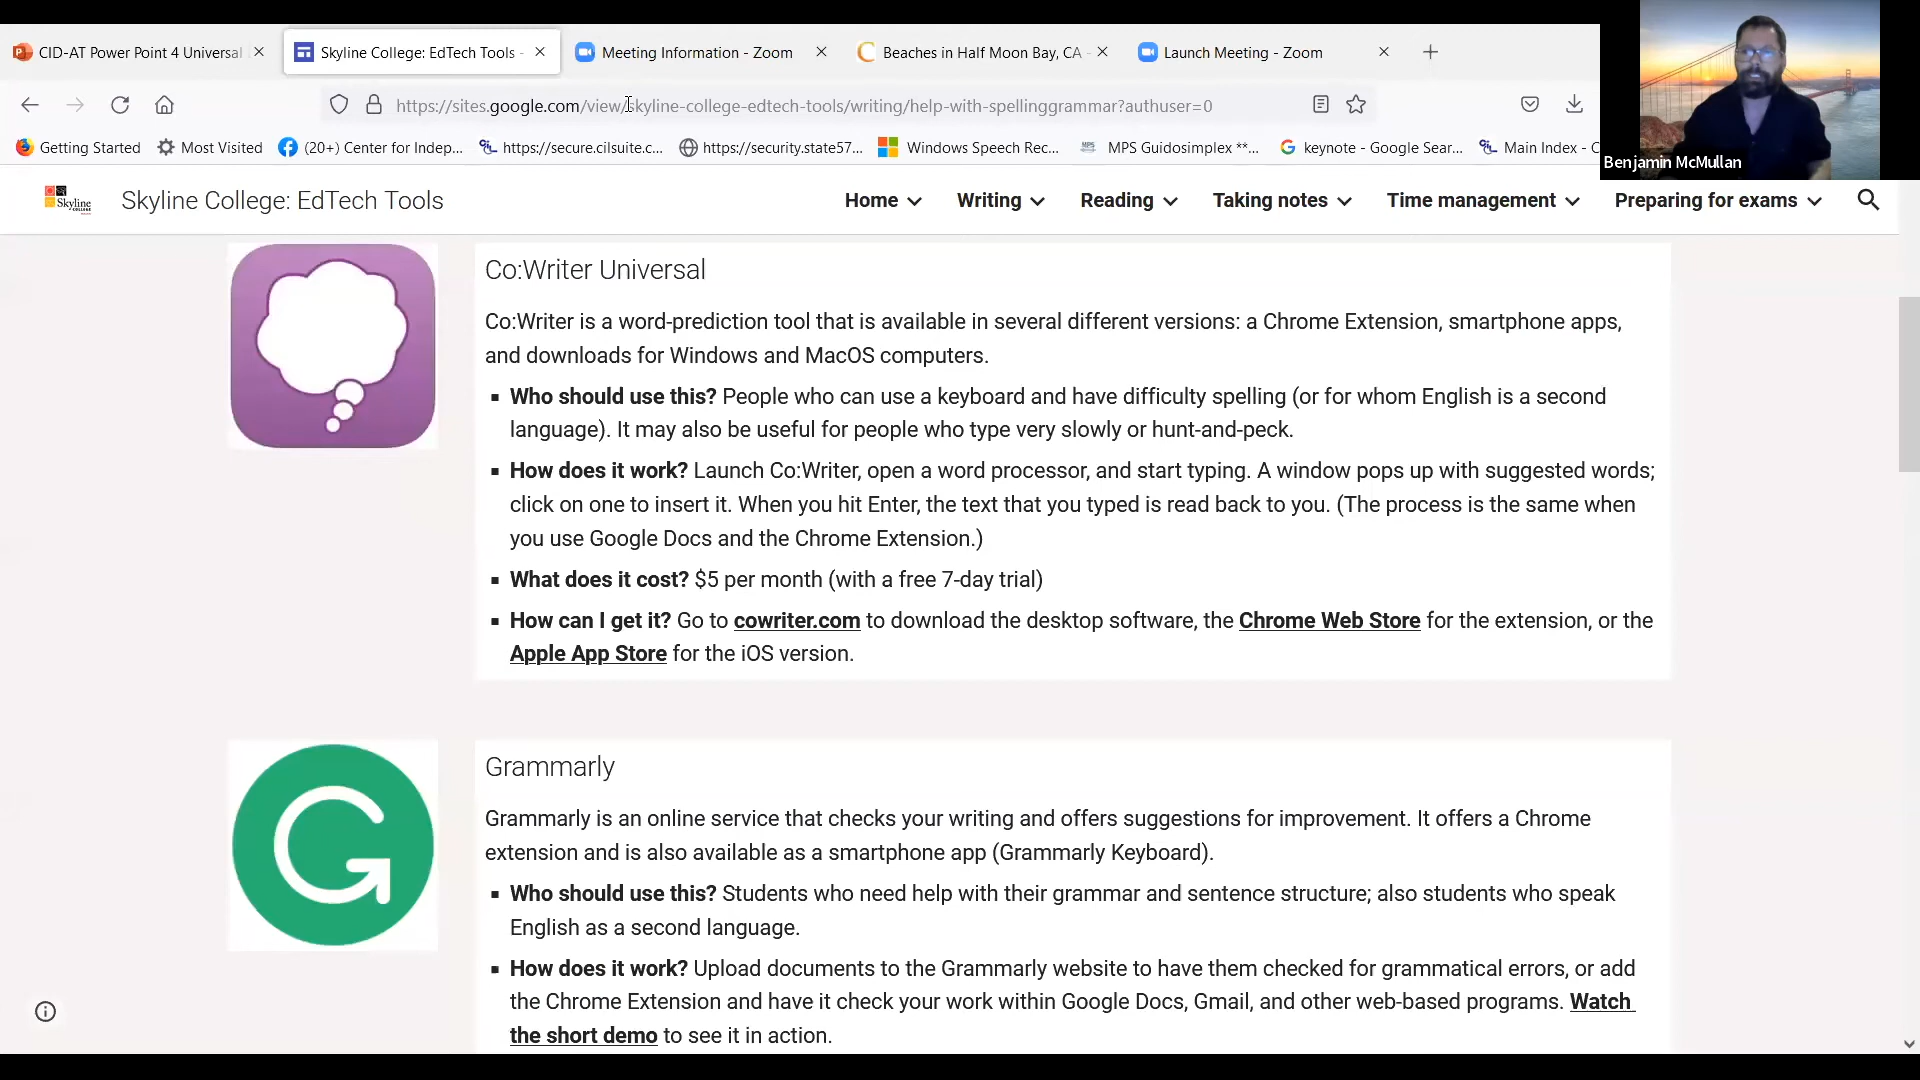 CID-AT Power Point 4 Universal
Skyline College: EdTech Tools -
Meeting Information - Zoom
Beaches in Half Moon Bay, CA -
Launch Meeting - Zoom
https://sites.google.com/view/skyline-college-edtech-tools/writing/help-with-spellinggrammar?authuser=0
Getting Started
Most Visited
(20+) Center for Indep...
https://secure.cilsuite.c...
https://security.state57...
Windows Speech Rec...
MPS Guidosimplex **...
keynote - Google Sear...
Main Index - C
Benjamin McMullan
Skyline
Skyline College: EdTech Tools
Home
Writing
Reading
Taking notes
Time management
Preparing for exams
Co:Writer Universal
Co:Writer is a word-prediction tool that is available in several different versions: a Chrome Extension, smartphone apps,
and downloads for Windows and MacOS computers.
▪ Who should use this? People who can use a keyboard and have difficulty spelling (or for whom English is a second
language). It may also be useful for people who type very slowly or hunt-and-peck.
▪ How does it work? Launch Co:Writer, open a word processor, and start typing. A window pops up with suggested words;
click on one to insert it. When you hit Enter, the text that you typed is read back to you. (The process is the same when
you use Google Docs and the Chrome Extension.)
▪ What does it cost? $5 per month (with a free 7-day trial)
▪ How can I get it? Go to cowriter.com to download the desktop software, the Chrome Web Store for the extension, or the
Apple App Store for the iOS version.
Grammarly
Grammarly is an online service that checks your writing and offers suggestions for improvement. It offers a Chrome
extension and is also available as a smartphone app (Grammarly Keyboard).
▪ Who should use this? Students who need help with their grammar and sentence structure; also students who speak
English as a second language.
▪ How does it work? Upload documents to the Grammarly website to have them checked for grammatical errors, or add
the Chrome Extension and have it check your work within Google Docs, Gmail, and other web-based programs. Watch
the short demo to see it in action.